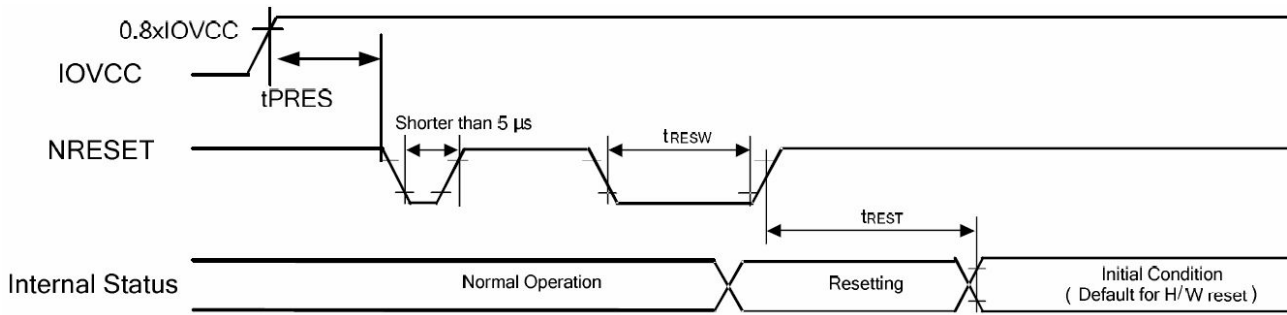 0.8xIOVCC
IOVCC
tPRES
Shorter than 5 µs
tRESW
NRESET
tREST
Internal Status
Normal Operation
Resetting
Initial Condition
( Default for H/W reset )